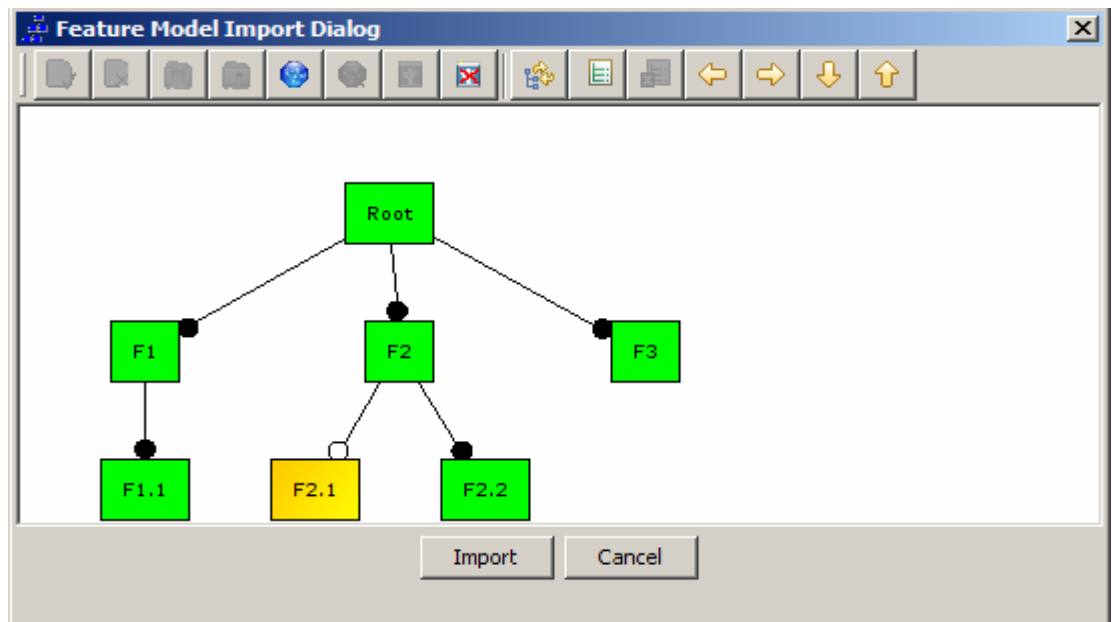 Feature Model Import Dialog
Root
F1
F2
F3
F1.1
F2.1
F2.2
Import
Cancel